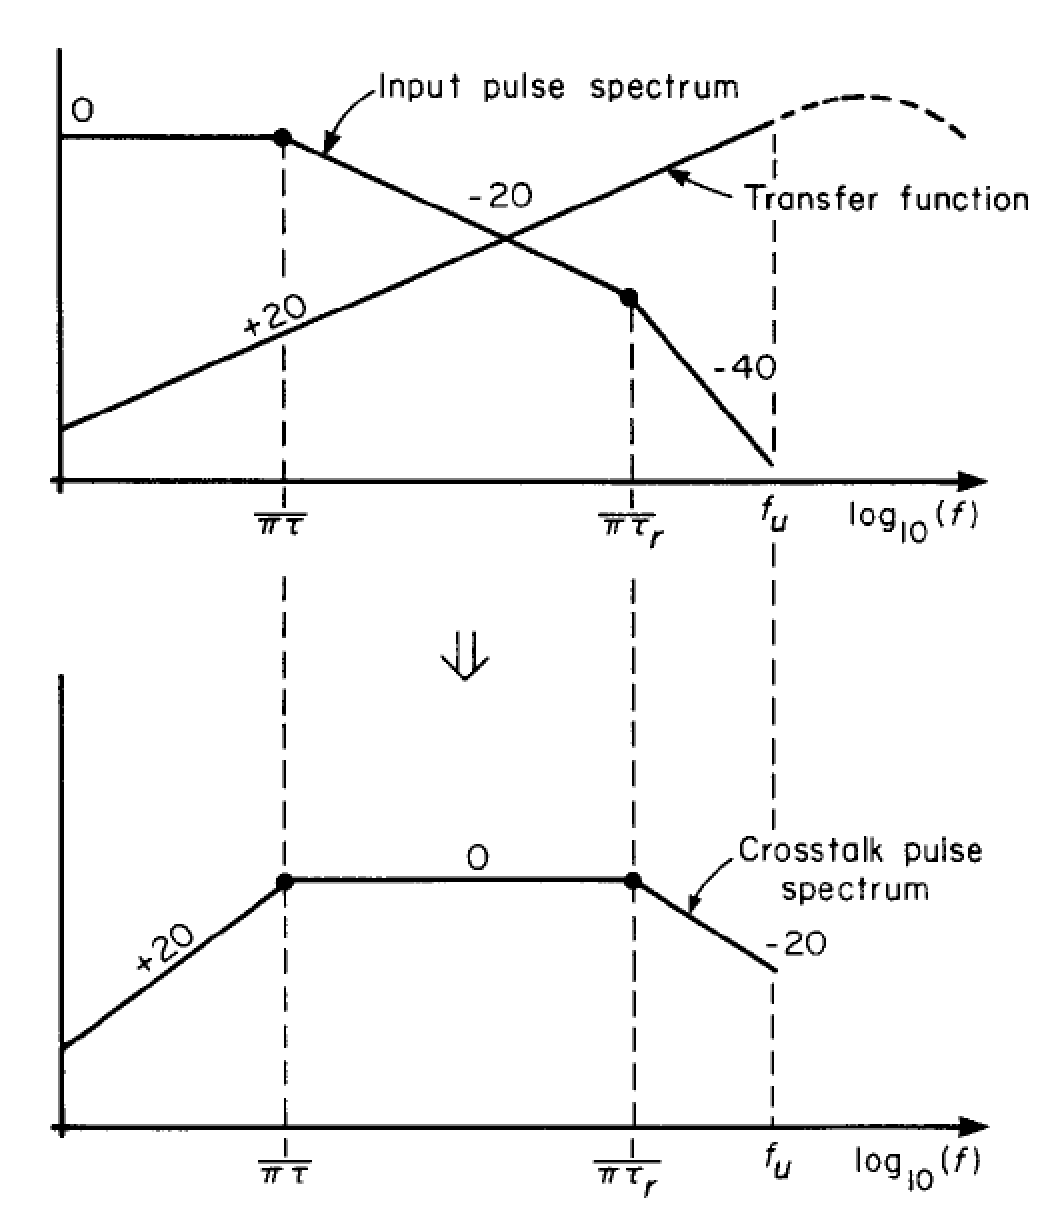 0
Input pulse spectrum
-20
Transfer function
+20
-40
πτ
πτr
fu
log10(f)
⇓
0
Crosstalk pulse
spectrum
+20
-20
πτ
πτr
fu
log10(f)